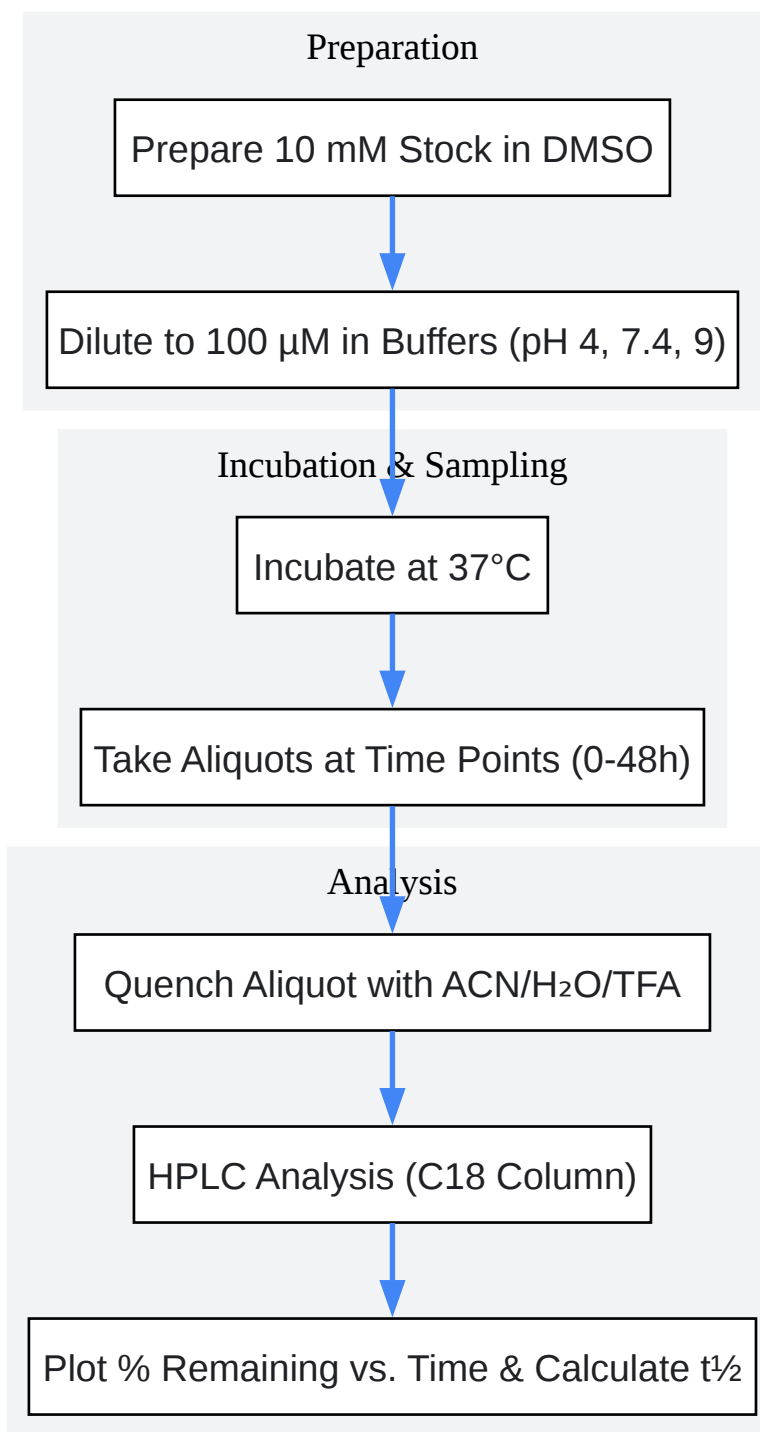 Preparation
Prepare 10 mM Stock in DMSO
Dilute to 100 µM in Buffers (pH 4, 7.4, 9)
Incubation & Sampling
Incubate at 37°C
Take Aliquots at Time Points (0-48h)
Analysis
Quench Aliquot with ACN/H₂O/TFA
HPLC Analysis (C18 Column)
Plot % Remaining vs. Time & Calculate t½